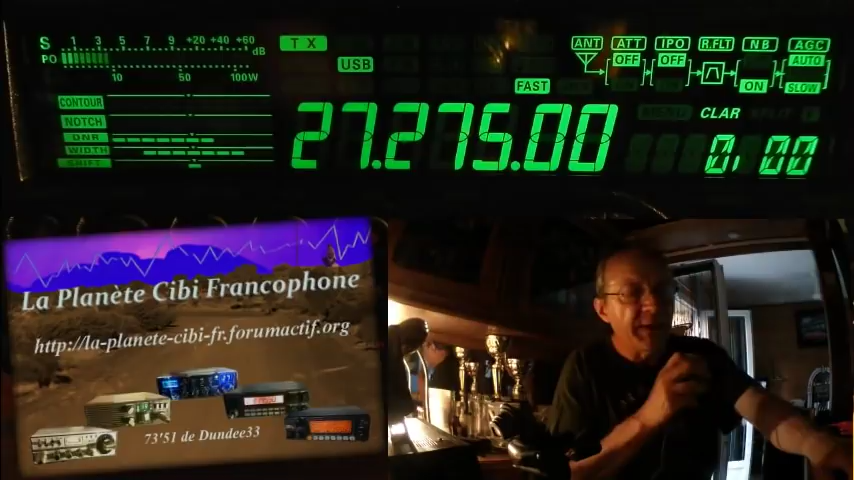 S 1 3 5 7 9 +20 +40 +60 dB
PO 10 50 100W
TX
USB
FAST
ANT ATT IPO R.FLT NB AGC
OFF OFF AUTO
ON SLOW
CONTOUR
NOTCH
DNR
WIDTH
SHIFT
27.275.00
CLAR
0.00
La Planète Cibi Francophone
http://la-planete-cibi-fr.forumactif.org
73'51 de Dundee33